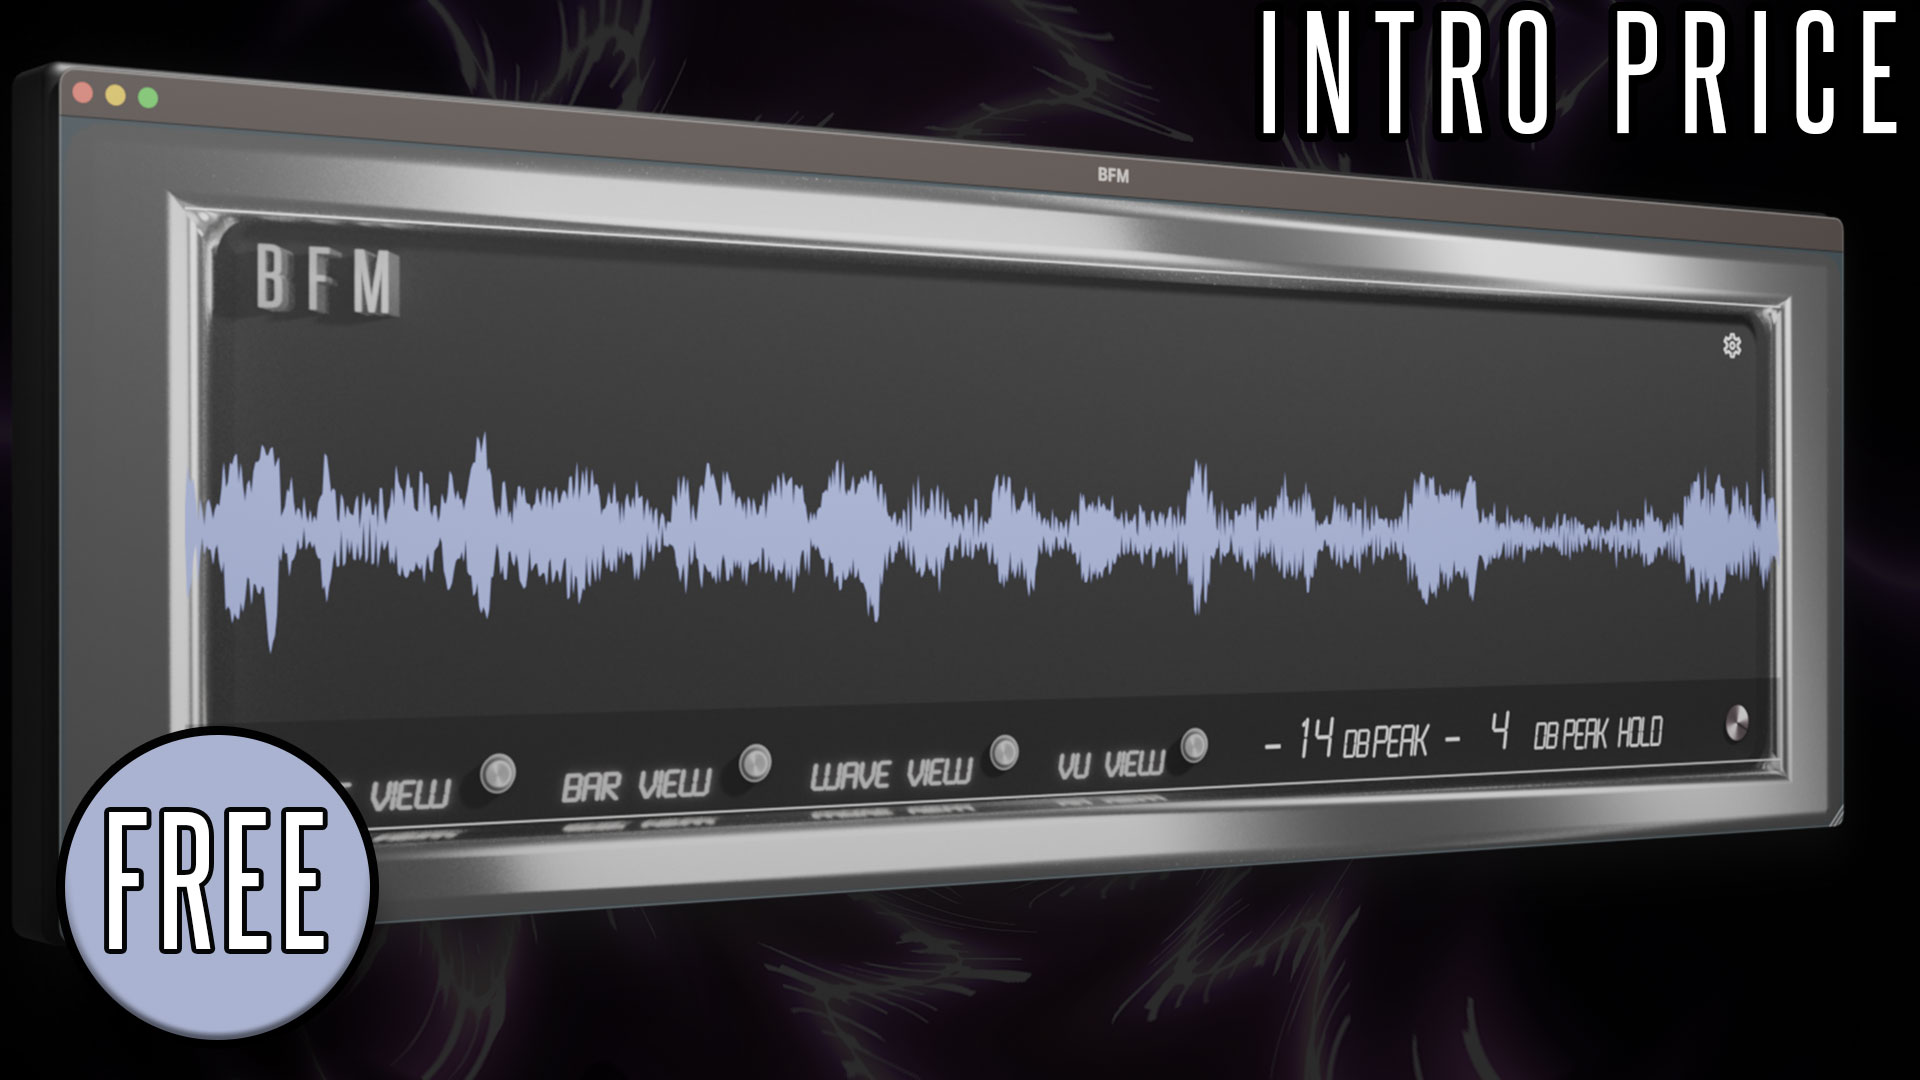 INTRO PRICE
BFM
BFM
VIEW BAR VIEW WAVE VIEW VU VIEW - 14 DB PEAK - 4 DB PEAK HOLD
FREE